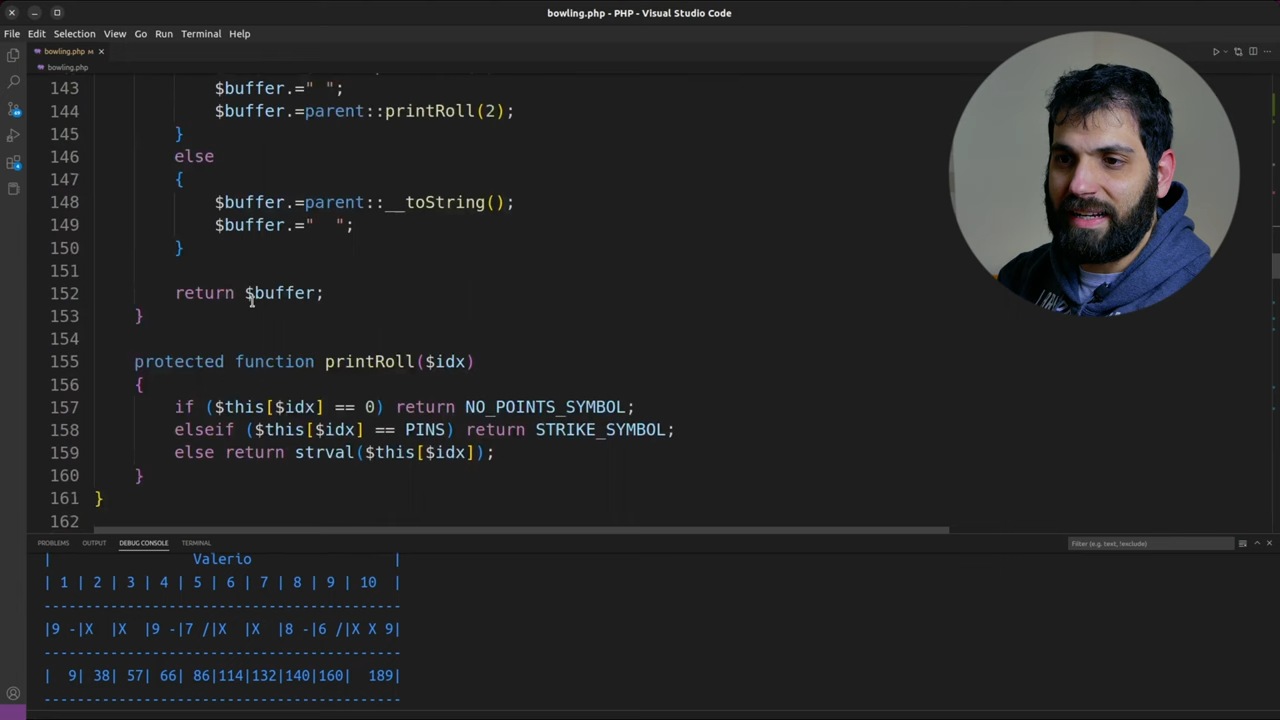 bowling.php - PHP - Visual Studio Code
File Edit Selection View Go Run Terminal Help
bowling.php M
bowling.php
143 $buffer.=" ";
144 $buffer.=parent::printRoll(2);
145 }
146 else
147 {
148 $buffer.=parent::__toString();
149 $buffer.="  ";
150 }
151
152 return $buffer;
153 }
154
155 protected function printRoll($idx)
156 {
157 if ($this[$idx] == 0) return NO_POINTS_SYMBOL;
158 elseif ($this[$idx] == PINS) return STRIKE_SYMBOL;
159 else return strval($this[$idx]);
160 }
161 }
162
PROBLEMS OUTPUT DEBUG CONSOLE TERMINAL Filter (e.g. text, !exclude)
| Valerio |
| 1 | 2 | 3 | 4 | 5 | 6 | 7 | 8 | 9 | 10 |
-------------------------------------------
|9 -|X |X |9 -|7 /|X |X |8 -|6 /|X X 9|
-------------------------------------------
| 9| 38| 57| 66| 86|114|132|140|160| 189|
-------------------------------------------